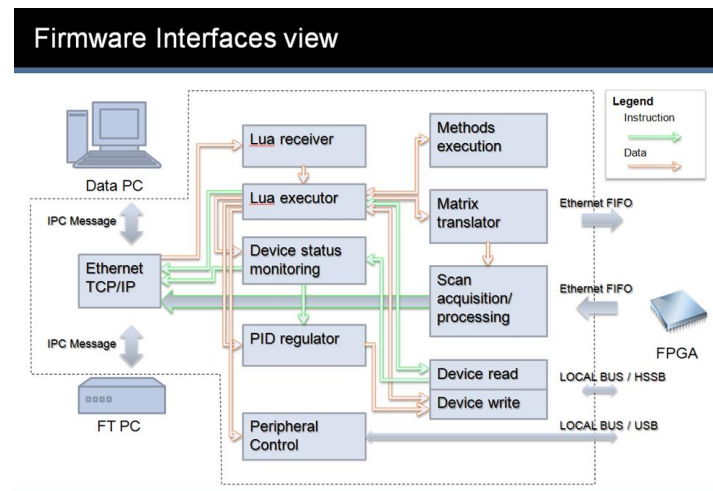 Firmware Interfaces view
Legend
Instruction
Data
Data PC
IPC Message
Ethernet
TCP/IP
IPC Message
FT PC
Lua receiver
Lua executor
Device status
monitoring
PID regulator
Peripheral
Control
Methods
execution
Matrix
translator
Scan
acquisition/
processing
Device read
Device write
Ethernet FIFO
Ethernet FIFO
FPGA
LOCAL BUS / HSSB
LOCAL BUS / USB